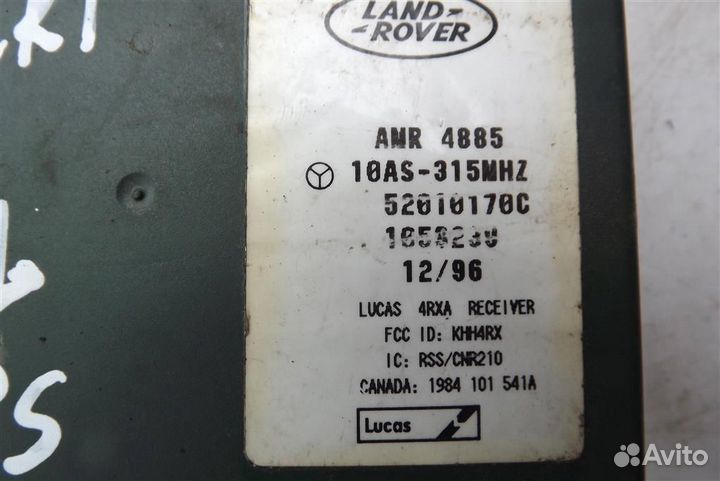 LAND-
-ROVER
AMR 4885
10AS-315MHZ
52010170C
12/96
LUCAS 4RXA RECEIVER
FCC ID: KHH4RX
IC: RSS/CNR210
CANADA: 1984 101 541A
Lucas
Avito